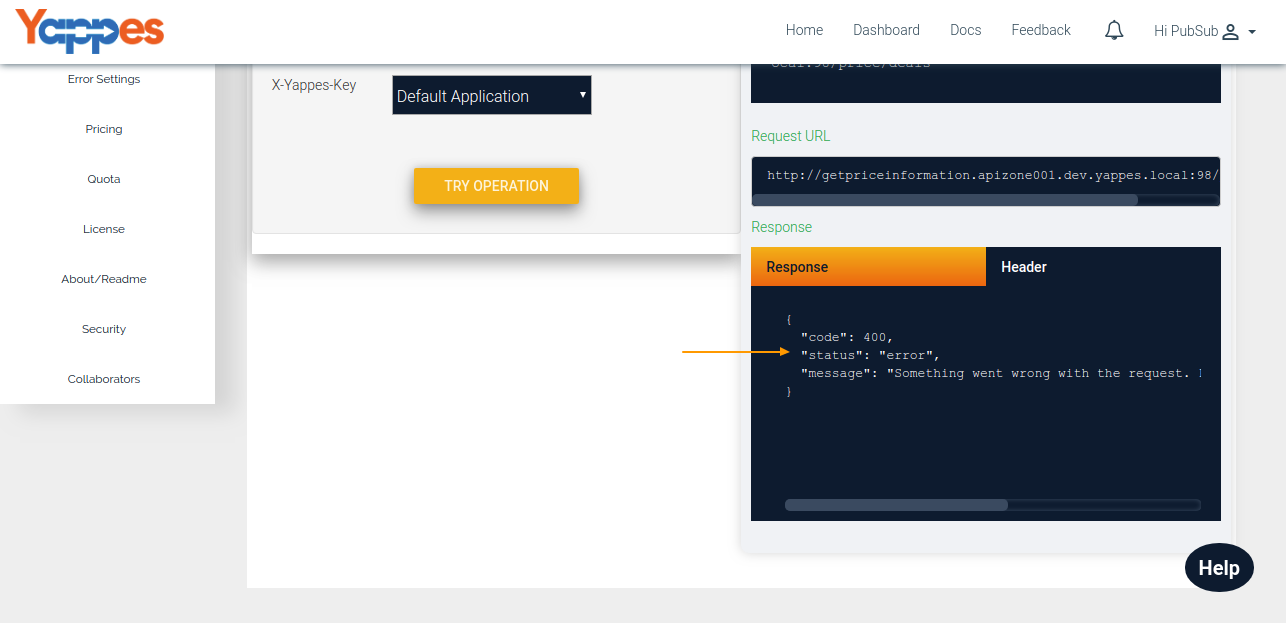 Yappes
Home
Dashboard
Docs
Feedback
Hi PubSub
Error Settings
Pricing
Quota
License
About/Readme
Security
Collaborators
X-Yappes-Key
Default Application
TRY OPERATION
ocal:98/price/deals
Request URL
http://getpriceinformation.apizone001.dev.yappes.local:98/
Response
Response
Header
{
"code": 400,
"status": "error",
"message": "Something went wrong with the request.
}
Help